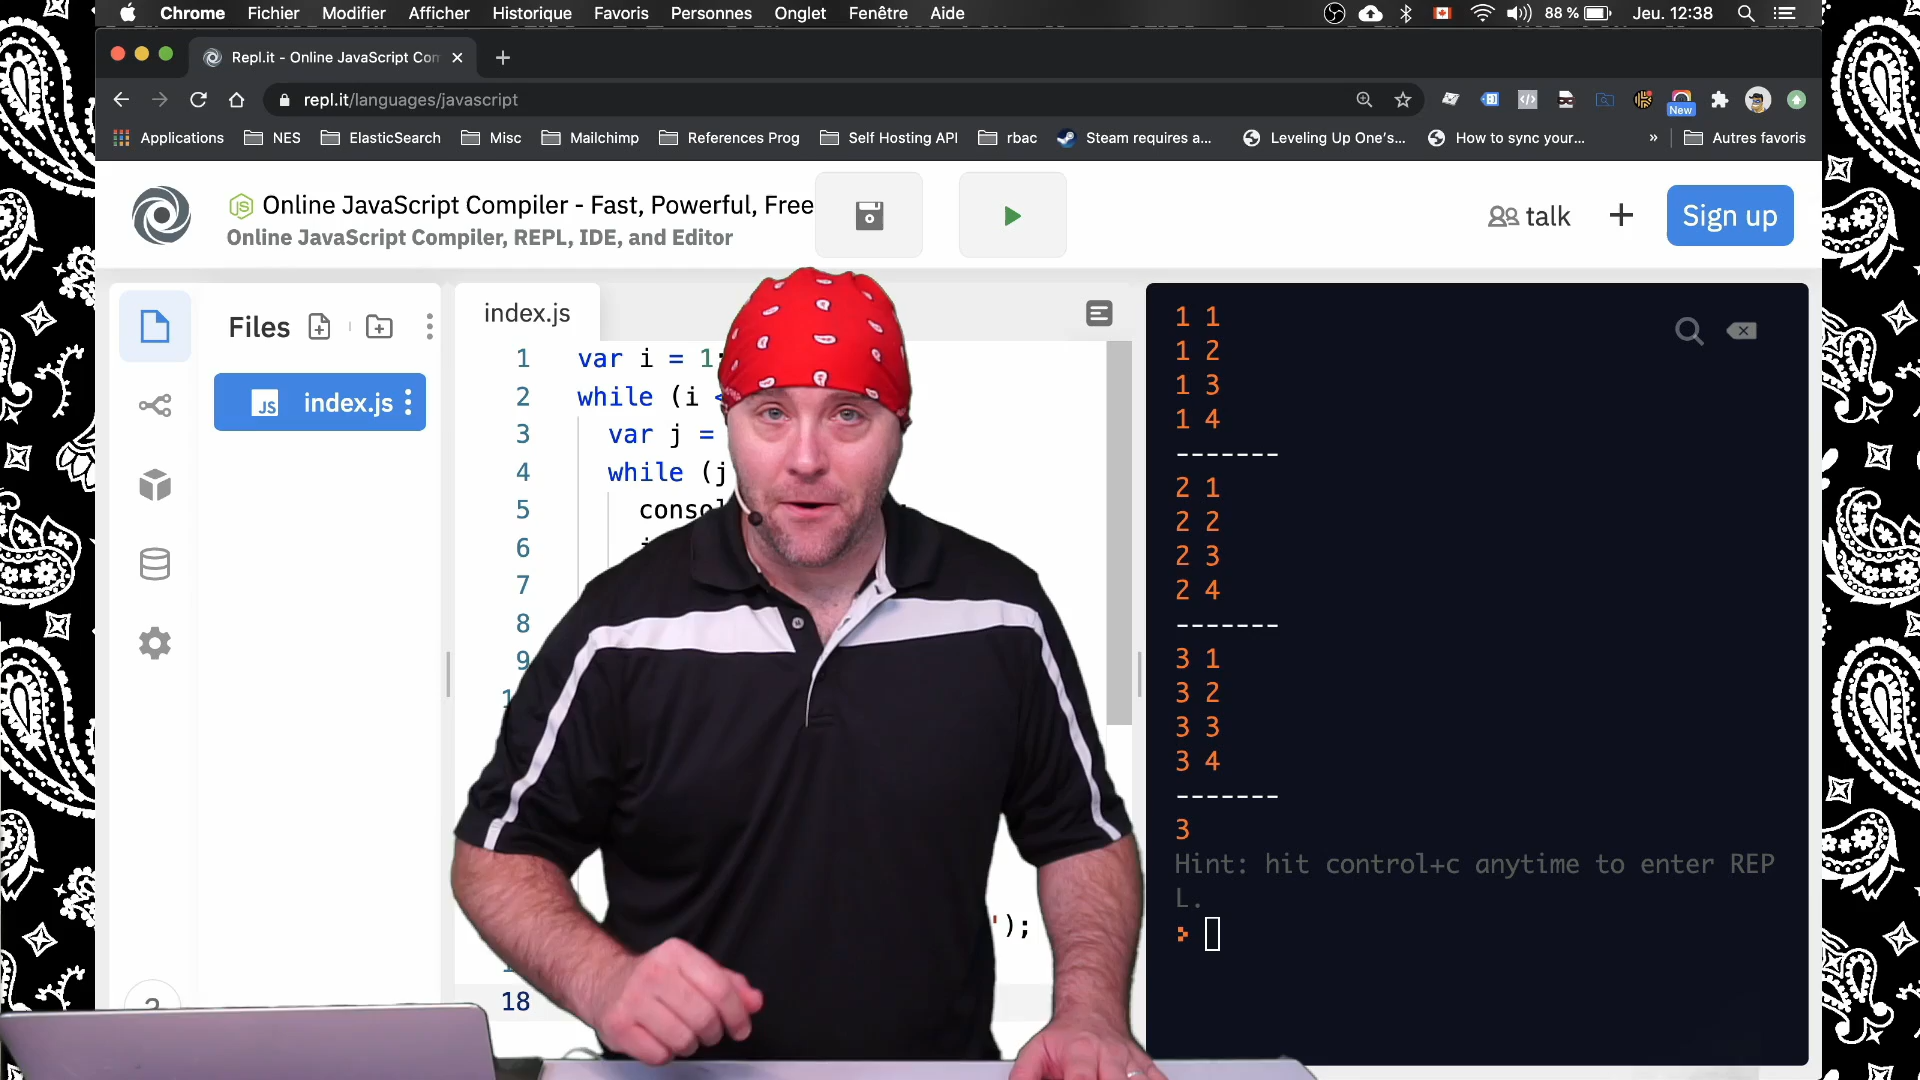 Chrome Fichier Modifier Afficher Historique Favoris Personnes Onglet Fenêtre Aide 88 % Jeu. 12:38
Repl.it - Online JavaScript Com
repl.it/languages/javascript
New
Applications NES ElasticSearch Misc Mailchimp References Prog Self Hosting API rbac Steam requires a... Leveling Up One's... How to sync your... » Autres favoris
Online JavaScript Compiler - Fast, Powerful, Free
Online JavaScript Compiler, REPL, IDE, and Editor
talk + Sign up
Files
JS index.js
index.js
1 var i = 1;
2 while (i <
3 var j =
4 while (j
5 consol
6
7
8
9
');
18
1 1
1 2
1 3
1 4
-------
2 1
2 2
2 3
2 4
-------
3 1
3 2
3 3
3 4
-------
3
Hint: hit control+c anytime to enter REP
L.